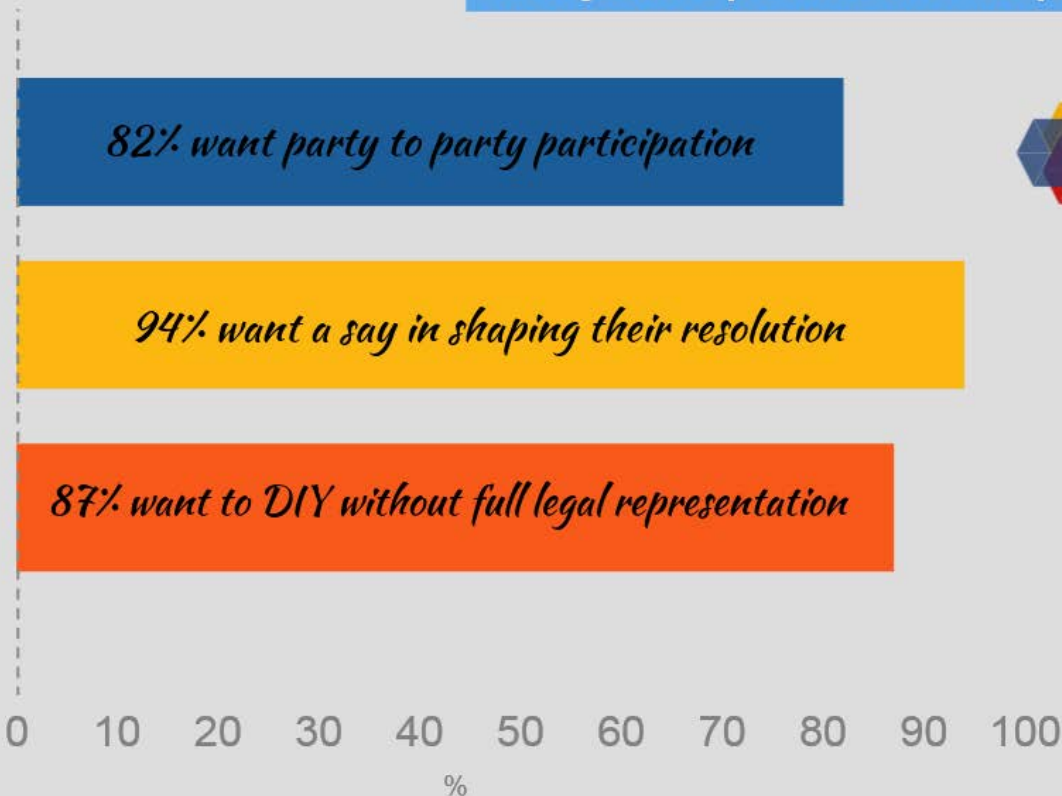 82% want party to party participation
94% want a say in shaping their resolution
87% want to DIY without full legal representation
0 10 20 30 40 50 60 70 80 90 100
%